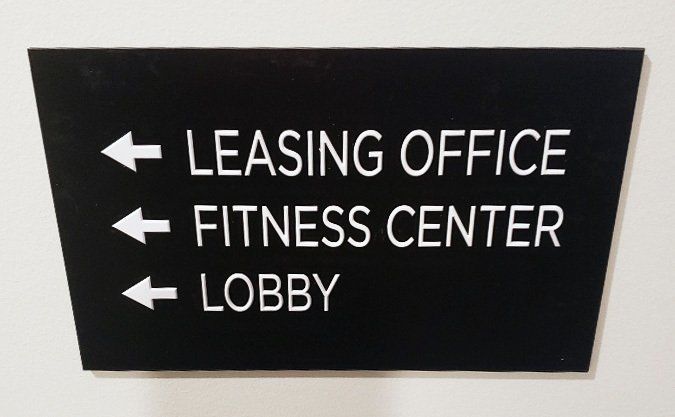 ← LEASING OFFICE
← FITNESS CENTER
← LOBBY